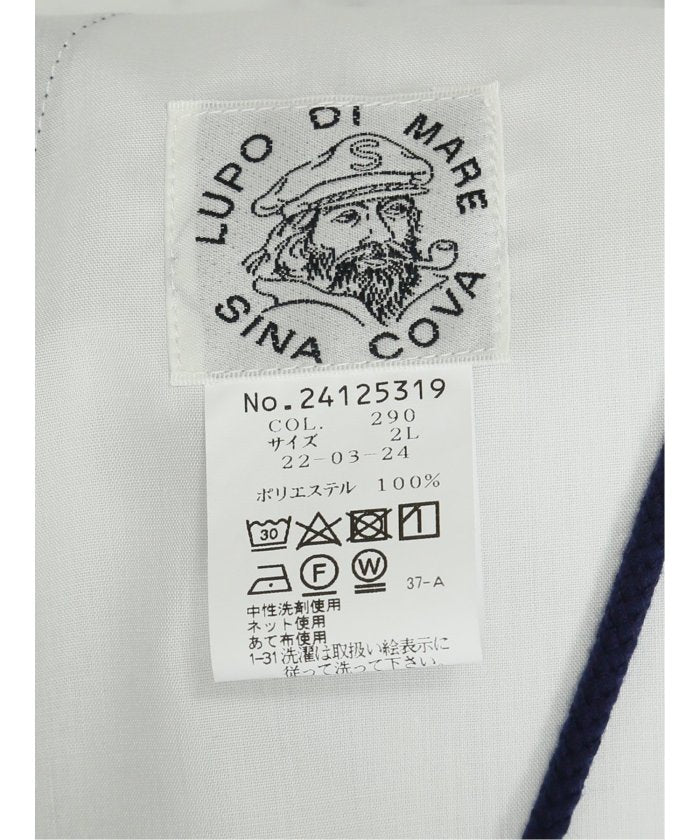 LUPO DI MARE
S
SINA COVA
No.24125319
COL. 290
サイズ 2L
22-03-24
ポリエステル 100%
30 1
F W 37-A
中性洗剤使用
ネット使用
あて布使用
1-31 洗濯は取扱い絵表示に
従って洗って下さい。